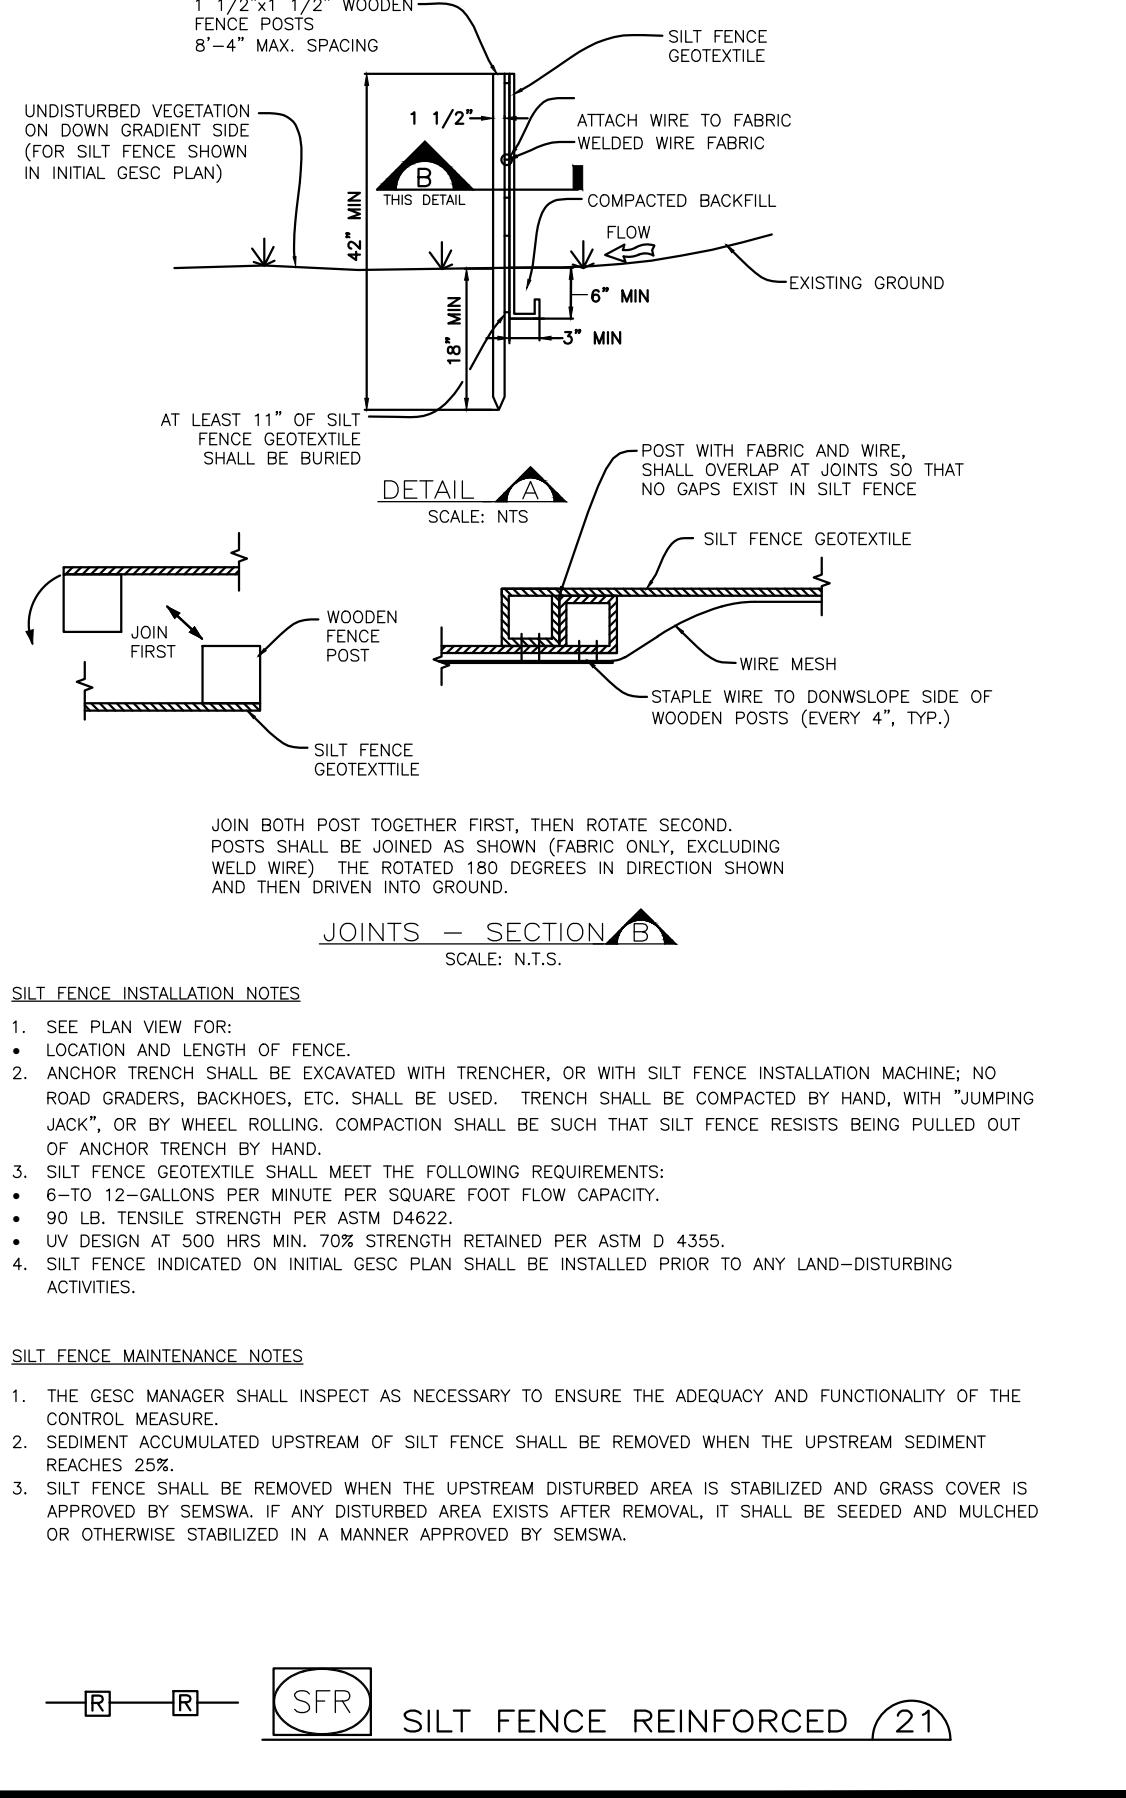 1 1/2"x1 1/2" WOODEN
FENCE POSTS
8'-4" MAX. SPACING
SILT FENCE
GEOTEXTILE
UNDISTURBED VEGETATION
ON DOWN GRADIENT SIDE
(FOR SILT FENCE SHOWN
IN INITIAL GESC PLAN)
1 1/2"
ATTACH WIRE TO FABRIC
WELDED WIRE FABRIC
B
THIS DETAIL
COMPACTED BACKFILL
42" MIN
FLOW
EXISTING GROUND
6" MIN
18" MIN
3" MIN
AT LEAST 11" OF SILT
FENCE GEOTEXTILE
SHALL BE BURIED
DETAIL A
SCALE: NTS
POST WITH FABRIC AND WIRE,
SHALL OVERLAP AT JOINTS SO THAT
NO GAPS EXIST IN SILT FENCE
SILT FENCE GEOTEXTILE
JOIN
FIRST
WOODEN
FENCE
POST
WIRE MESH
STAPLE WIRE TO DONWSLOPE SIDE OF
WOODEN POSTS (EVERY 4", TYP.)
SILT FENCE
GEOTEXTTILE
JOIN BOTH POST TOGETHER FIRST, THEN ROTATE SECOND.
POSTS SHALL BE JOINED AS SHOWN (FABRIC ONLY, EXCLUDING
WELD WIRE) THE ROTATED 180 DEGREES IN DIRECTION SHOWN
AND THEN DRIVEN INTO GROUND.
JOINTS - SECTION B
SCALE: N.T.S.
SILT FENCE INSTALLATION NOTES
1. SEE PLAN VIEW FOR:
• LOCATION AND LENGTH OF FENCE.
2. ANCHOR TRENCH SHALL BE EXCAVATED WITH TRENCHER, OR WITH SILT FENCE INSTALLATION MACHINE; NO
ROAD GRADERS, BACKHOES, ETC. SHALL BE USED. TRENCH SHALL BE COMPACTED BY HAND, WITH "JUMPING
JACK", OR BY WHEEL ROLLING. COMPACTION SHALL BE SUCH THAT SILT FENCE RESISTS BEING PULLED OUT
OF ANCHOR TRENCH BY HAND.
3. SILT FENCE GEOTEXTILE SHALL MEET THE FOLLOWING REQUIREMENTS:
• 6-TO 12-GALLONS PER MINUTE PER SQUARE FOOT FLOW CAPACITY.
• 90 LB. TENSILE STRENGTH PER ASTM D4622.
• UV DESIGN AT 500 HRS MIN. 70% STRENGTH RETAINED PER ASTM D 4355.
4. SILT FENCE INDICATED ON INITIAL GESC PLAN SHALL BE INSTALLED PRIOR TO ANY LAND-DISTURBING
ACTIVITIES.
SILT FENCE MAINTENANCE NOTES
1. THE GESC MANAGER SHALL INSPECT AS NECESSARY TO ENSURE THE ADEQUACY AND FUNCTIONALITY OF THE
CONTROL MEASURE.
2. SEDIMENT ACCUMULATED UPSTREAM OF SILT FENCE SHALL BE REMOVED WHEN THE UPSTREAM SEDIMENT
REACHES 25%.
3. SILT FENCE SHALL BE REMOVED WHEN THE UPSTREAM DISTURBED AREA IS STABILIZED AND GRASS COVER IS
APPROVED BY SEMSWA. IF ANY DISTURBED AREA EXISTS AFTER REMOVAL, IT SHALL BE SEEDED AND MULCHED
OR OTHERWISE STABILIZED IN A MANNER APPROVED BY SEMSWA.
R R
SFR
SILT FENCE REINFORCED 21